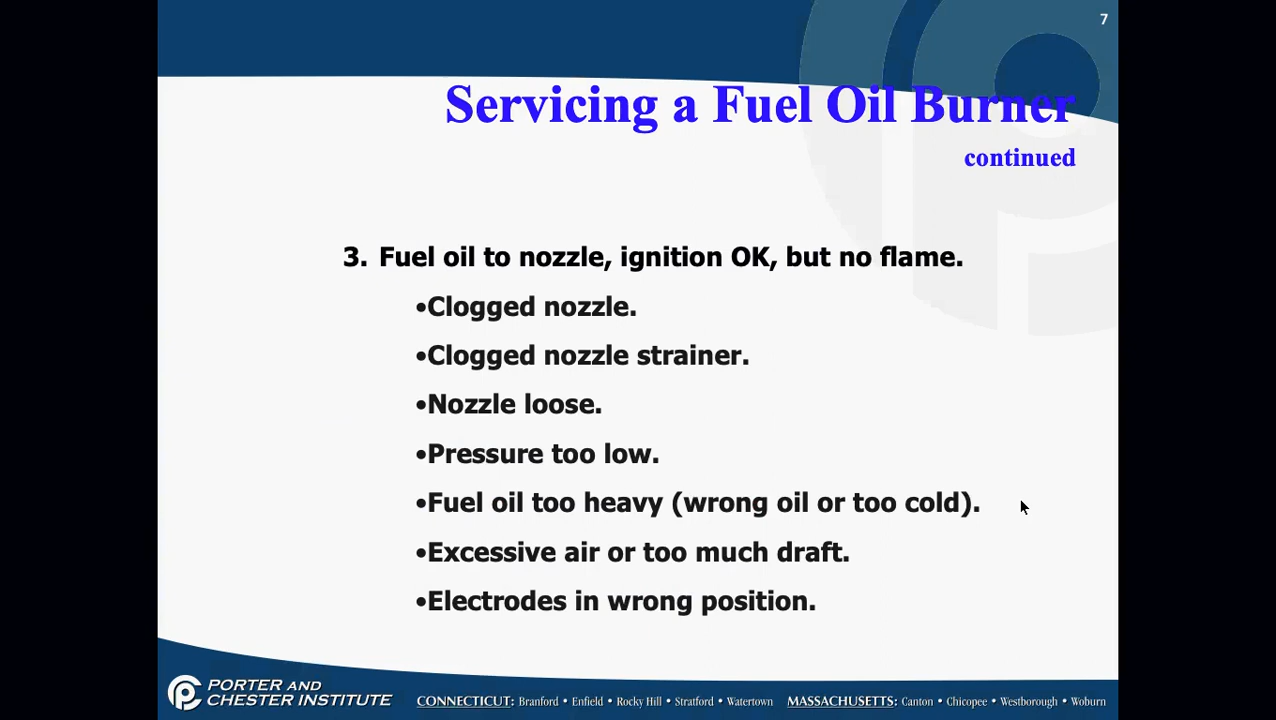 7
Servicing a Fuel Oil Burner
continued
3. Fuel oil to nozzle, ignition OK, but no flame.
•Clogged nozzle.
•Clogged nozzle strainer.
•Nozzle loose.
•Pressure too low.
•Fuel oil too heavy (wrong oil or too cold).
•Excessive air or too much draft.
•Electrodes in wrong position.
PORTER AND
CHESTER INSTITUTE
CONNECTICUT: Branford • Enfield • Rocky Hill • Stratford • Watertown MASSACHUSETTS: Canton • Chicopee • Westborough • Woburn